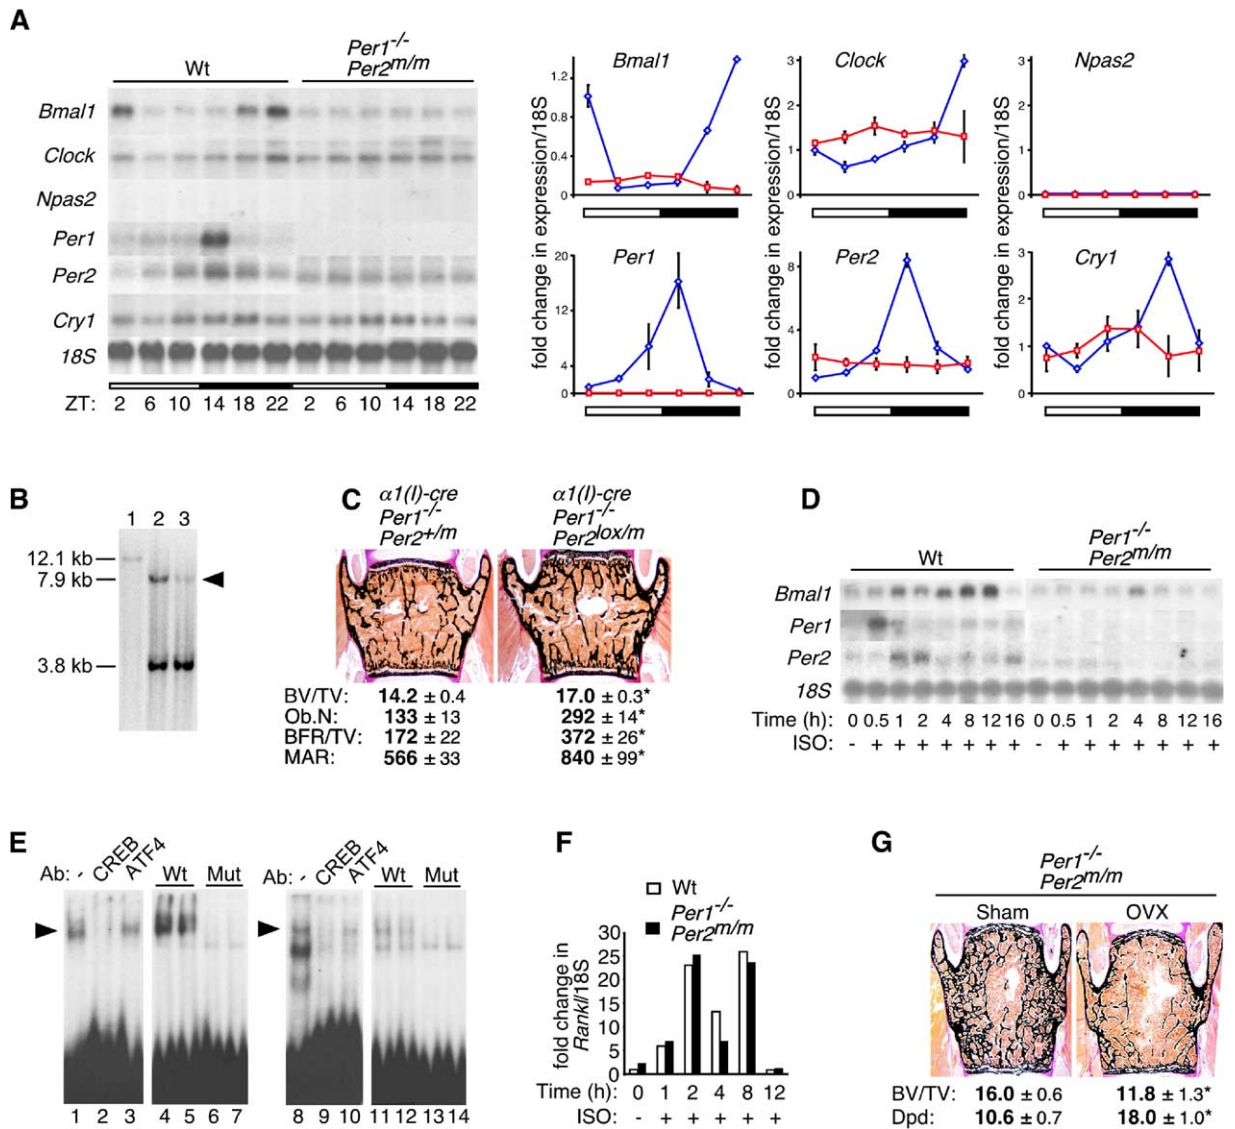 A
Wt
Per1-/-
Per2m/m
Bmal1
Clock
Npas2
Per1
Per2
Cry1
18S
ZT: 2 6 10 14 18 22 2 6 10 14 18 22
fold change in expression/18S
Bmal1
1.2
0.8
0.4
0
fold change in expression/18S
Clock
3
2
1
0
fold change in expression/18S
Npas2
3
2
1
0
Per1
20
12
4
0
Per2
8
4
0
Cry1
3
2
1
0
B
1 2 3
12.1 kb
7.9 kb
3.8 kb
C
α1(I)-cre
Per1-/-
Per2+/m
α1(I)-cre
Per1-/-
Per2lox/m
BV/TV: 14.2 ± 0.4 17.0 ± 0.3*
Ob.N: 133 ± 13 292 ± 14*
BFR/TV: 172 ± 22 372 ± 26*
MAR: 566 ± 33 840 ± 99*
D
Wt
Per1-/-
Per2m/m
Bmal1
Per1
Per2
18S
Time (h): 0 0.5 1 2 4 8 12 16 0 0.5 1 2 4 8 12 16
ISO: - + + + + + + + - + + + + + + +
E
Ab: - CREB ATF4 Wt Mut
Ab: - CREB ATF4 Wt Mut
1 2 3 4 5 6 7 8 9 10 11 12 13 14
F
Wt
Per1-/-
Per2m/m
fold change in
Rankl/18S
30
25
20
15
10
5
0
Time (h): 0 1 2 4 8 12
ISO: - + + + + +
G
Per1-/-
Per2m/m
Sham OVX
BV/TV: 16.0 ± 0.6 11.8 ± 1.3*
Dpd: 10.6 ± 0.7 18.0 ± 1.0*